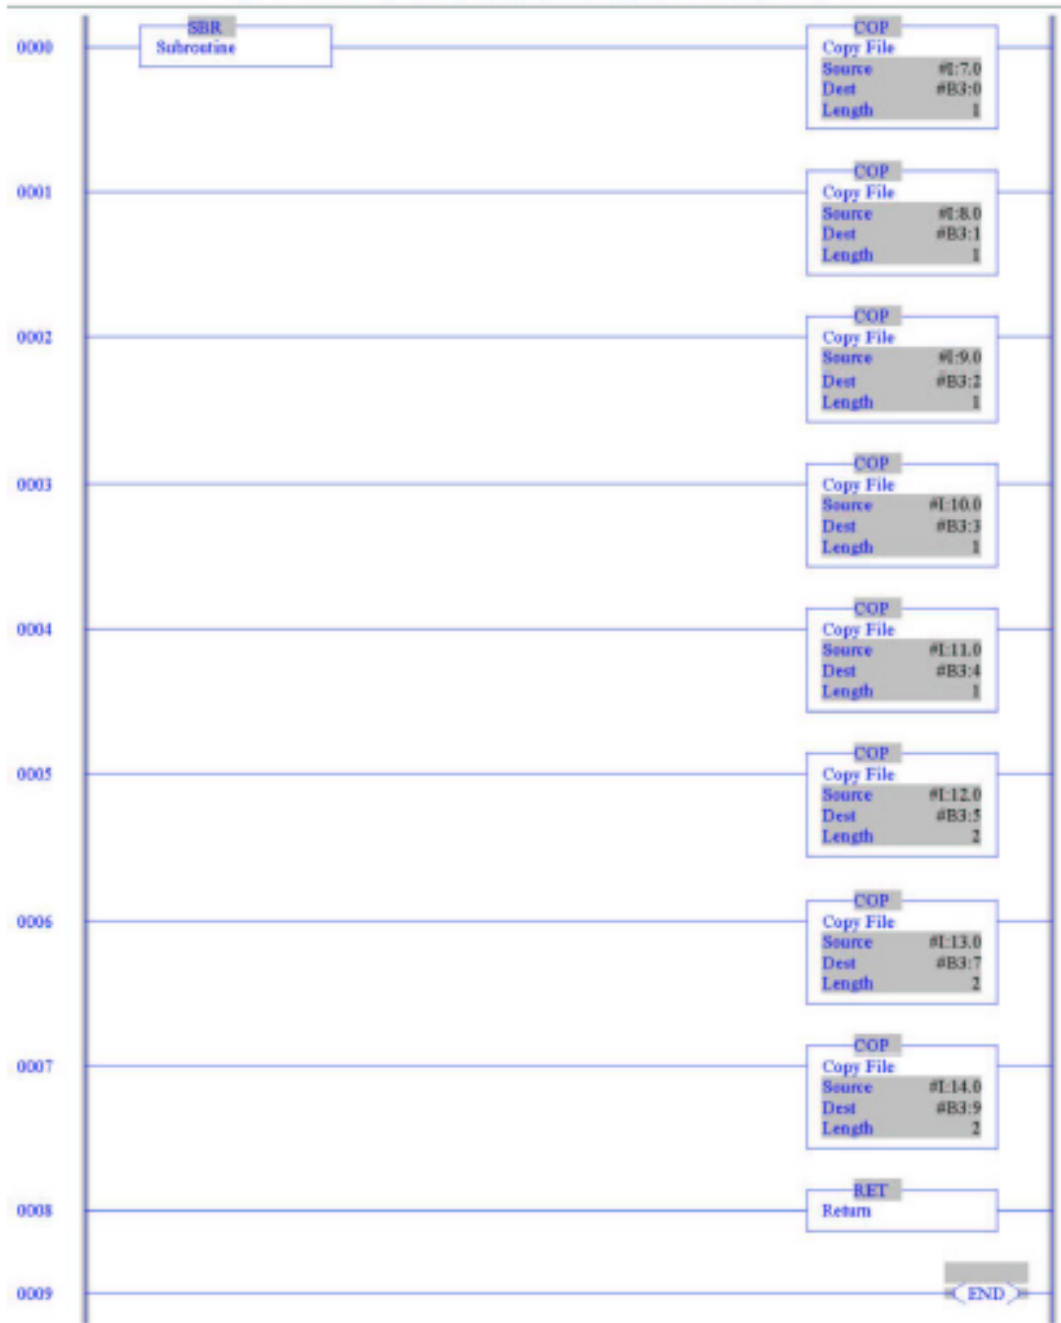 SBR
0000 Subroutine
COP
Copy File
Source #I:7.0
Dest #B3:0
Length 1
COP
0001
Copy File
Source #I:8.0
Dest #B3:1
Length 1
COP
0002
Copy File
Source #I:9.0
Dest #B3:2
Length 1
COP
0003
Copy File
Source #I:10.0
Dest #B3:3
Length 1
COP
0004
Copy File
Source #I:11.0
Dest #B3:4
Length 1
COP
0005
Copy File
Source #I:12.0
Dest #B3:5
Length 2
COP
0006
Copy File
Source #I:13.0
Dest #B3:7
Length 2
COP
0007
Copy File
Source #I:14.0
Dest #B3:9
Length 2
RET
0008
Return
0009
END